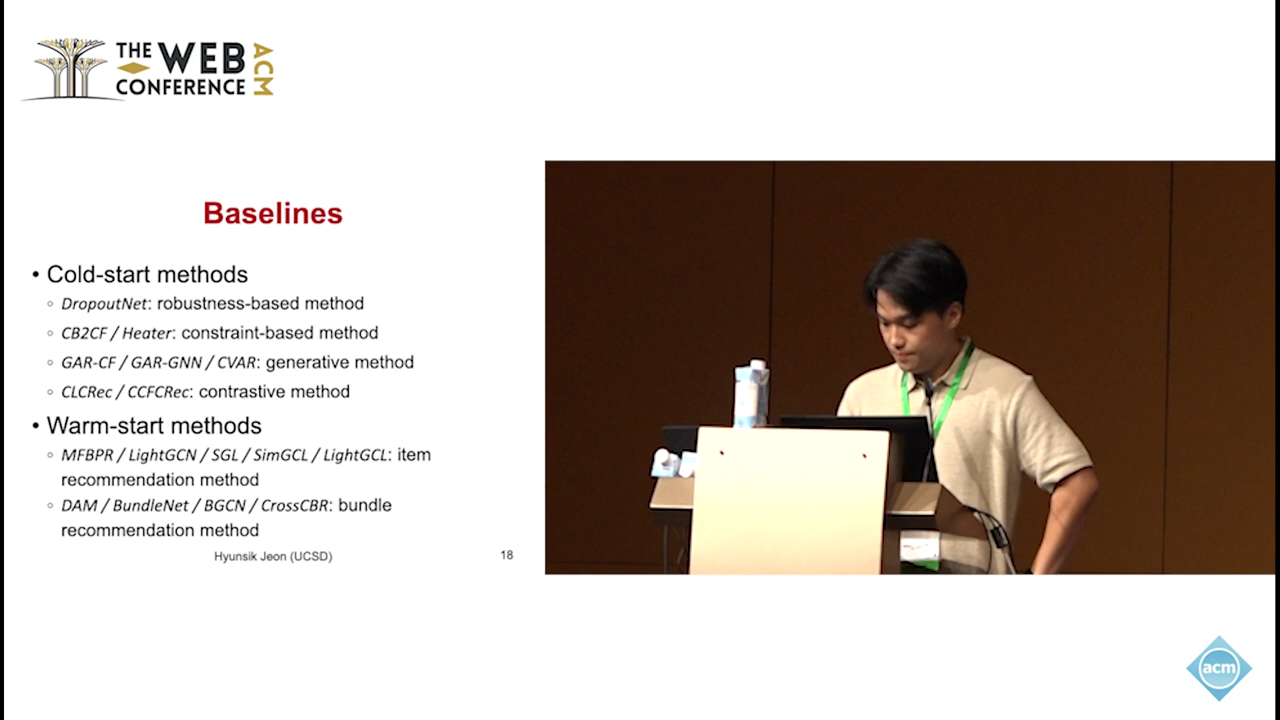 THE WEB
CONFERENCE
ACM
Baselines
• Cold-start methods
◦ DropoutNet: robustness-based method
◦ CB2CF / Heater: constraint-based method
◦ GAR-CF / GAR-GNN / CVAR: generative method
◦ CLCRec / CCFCRec: contrastive method
• Warm-start methods
◦ MFBPR / LightGCN / SGL / SimGCL / LightGCL: item
recommendation method
◦ DAM / BundleNet / BGCN / CrossCBR: bundle
recommendation method
Hyunsik Jeon (UCSD)
18
acm